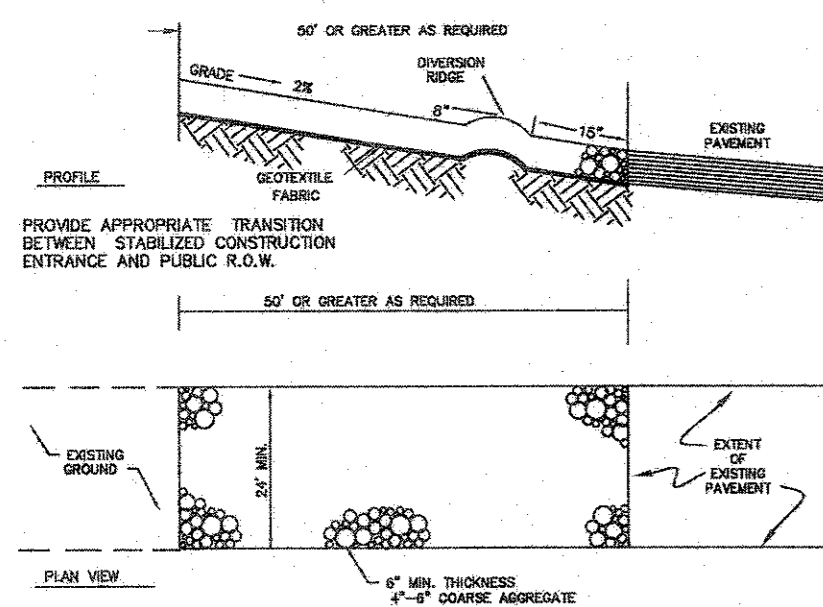 50' OR GREATER AS REQUIRED
DIVERSION
RIDGE
GRADE
2%
8"
15"
EXISTING
PAVEMENT
PROFILE
GEOTEXTILE
FABRIC
PROVIDE APPROPRIATE TRANSITION
BETWEEN STABILIZED CONSTRUCTION
ENTRANCE AND PUBLIC R.O.W.
50' OR GREATER AS REQUIRED
EXISTING
GROUND
24' MIN.
EXTENT
OF
EXISTING
PAVEMENT
PLAN VIEW
6" MIN. THICKNESS
4"-6" COARSE AGGREGATE